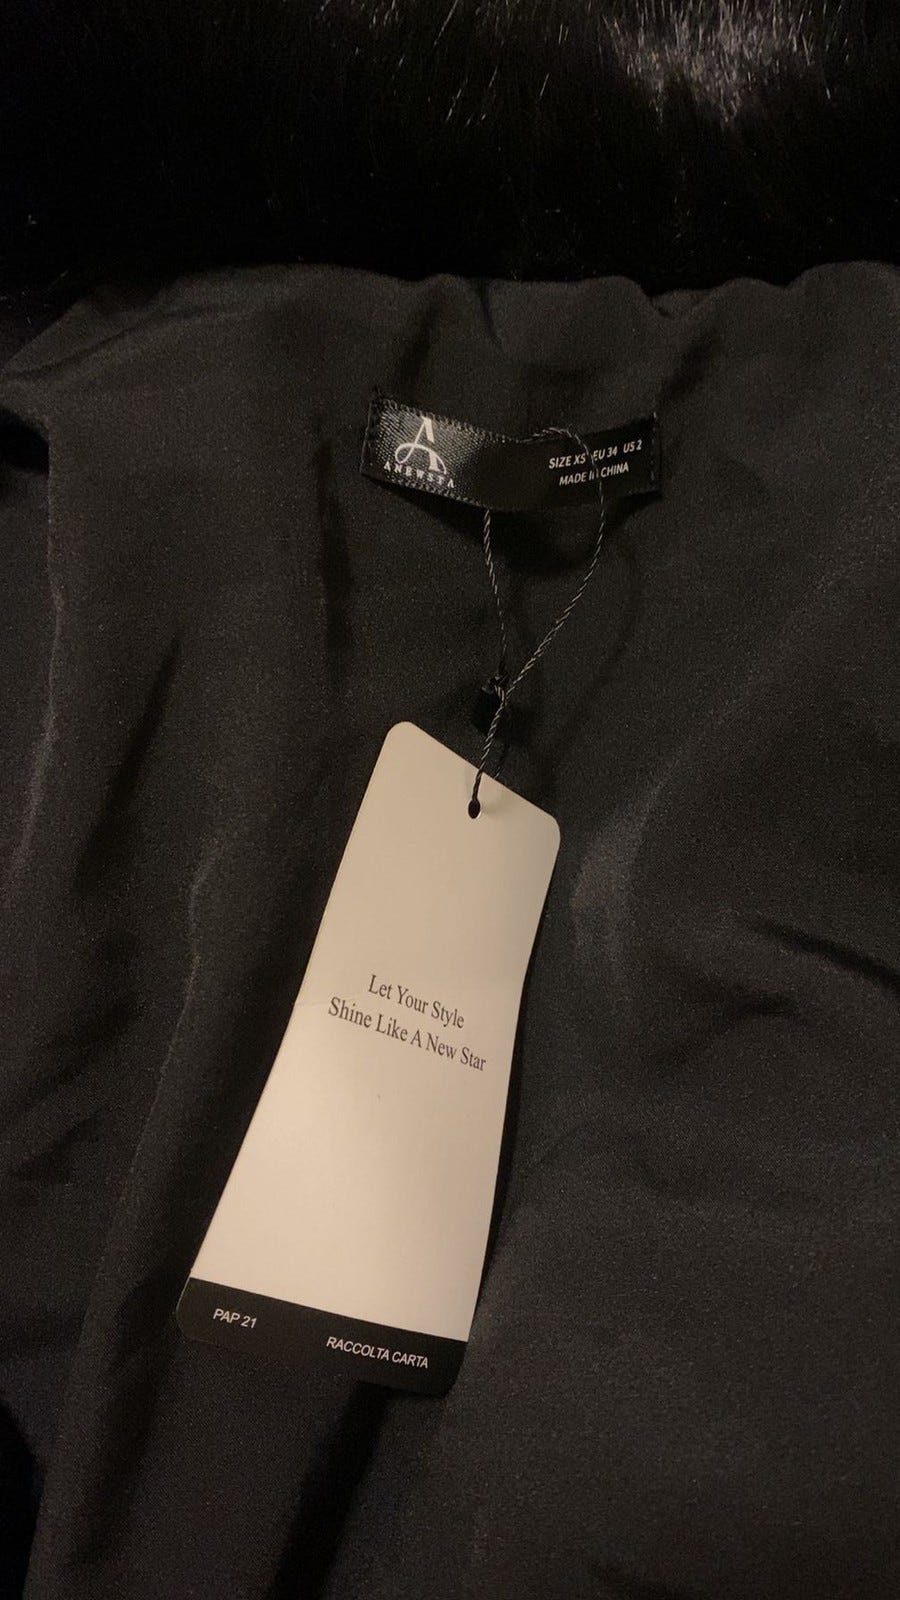 A
ANEWSTA
SIZE XS EU 34 US 2
MADE IN CHINA
Let Your Style
Shine Like A New Star
PAP 21
RACCOLTA CARTA